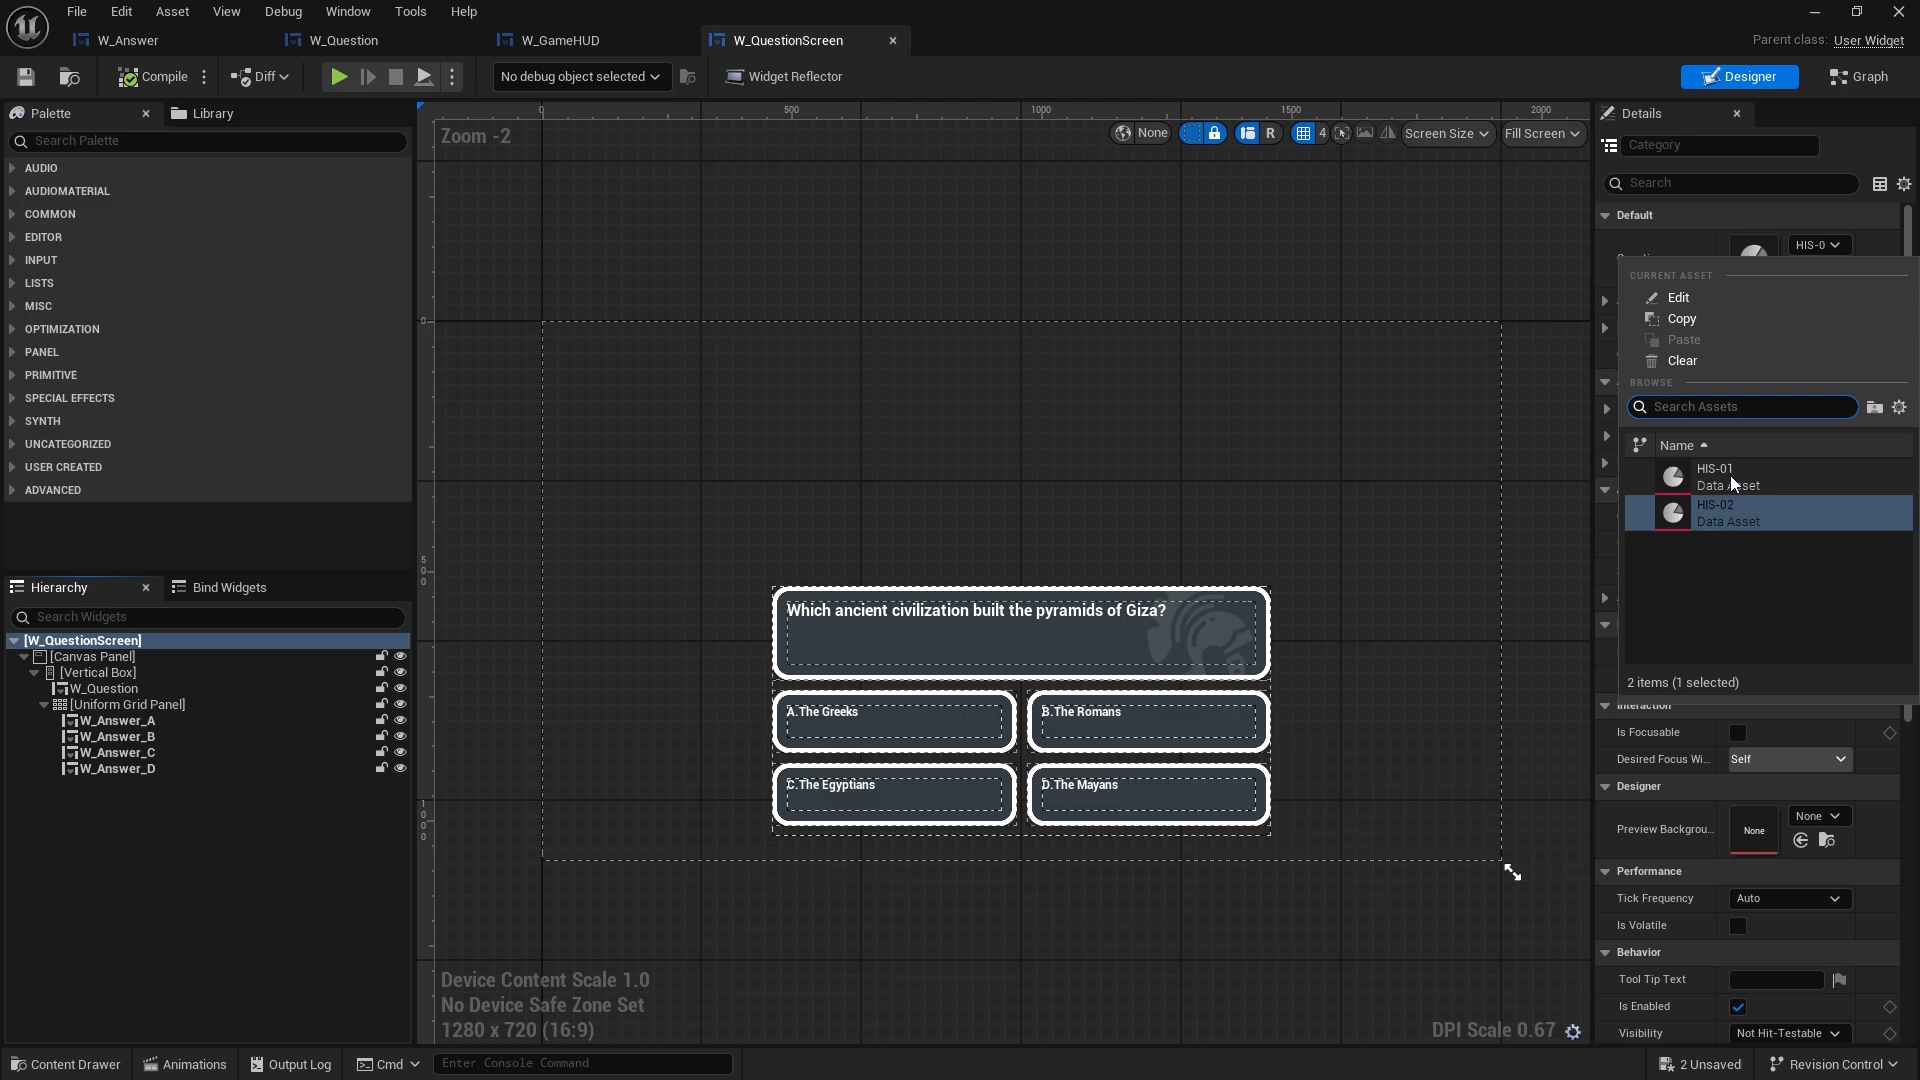 File Edit Asset View Debug Window Tools Help
W_Answer W_Question W_GameHUD W_QuestionScreen
Parent class: User Widget
Compile Diff No debug object selected Widget Reflector Designer Graph
Palette Library
Search Palette
AUDIO
AUDIOMATERIAL
COMMON
EDITOR
INPUT
LISTS
MISC
OPTIMIZATION
PANEL
PRIMITIVE
SPECIAL EFFECTS
SYNTH
UNCATEGORIZED
USER CREATED
ADVANCED
Hierarchy Bind Widgets
Search Widgets
[W_QuestionScreen]
[Canvas Panel]
[Vertical Box]
W_Question
[Uniform Grid Panel]
W_Answer_A
W_Answer_B
W_Answer_C
W_Answer_D
0 500 1000 1500 2000
Zoom -2
None R 4 Screen Size Fill Screen
0
500
1000
Which ancient civilization built the pyramids of Giza?
A.The Greeks B.The Romans
C.The Egyptians D.The Mayans
Device Content Scale 1.0
No Device Safe Zone Set
1280 x 720 (16:9)
DPI Scale 0.67
Details
Category
Search
Default
HIS-0
CURRENT ASSET
Edit
Copy
Paste
Clear
BROWSE
Search Assets
Name
HIS-01
Data Asset
HIS-02
Data Asset
2 items (1 selected)
Interaction
Is Focusable
Desired Focus Wi... Self
Designer
None
Preview Backgrou... None
Performance
Tick Frequency Auto
Is Volatile
Behavior
Tool Tip Text
Is Enabled
Visibility Not Hit-Testable
Content Drawer Animations Output Log Cmd Enter Console Command
2 Unsaved Revision Control